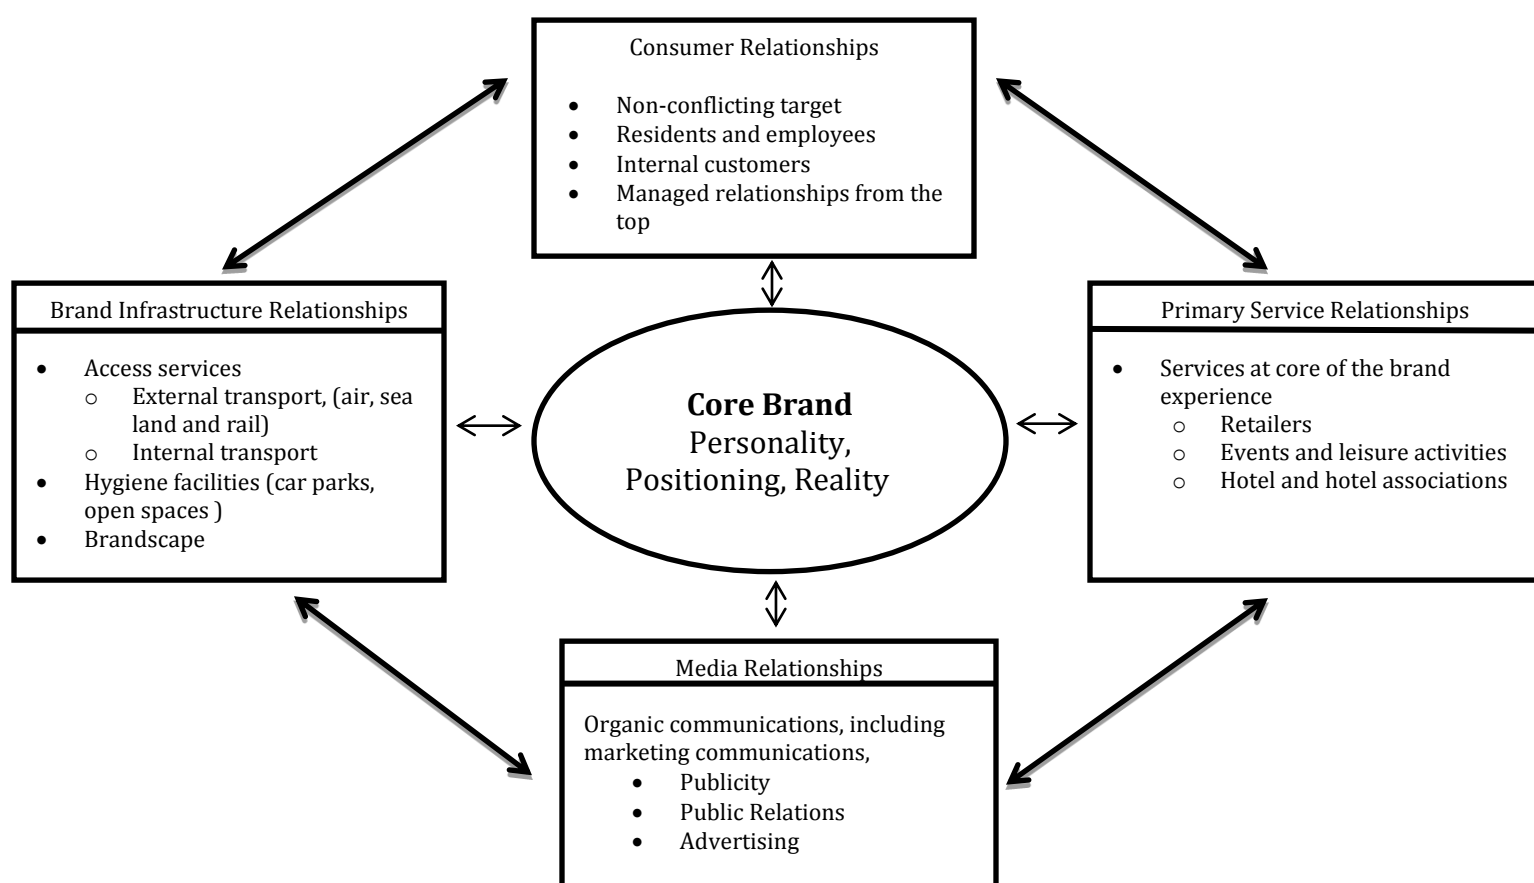 Consumer Relationships
• Non-conflicting target
• Residents and employees
• Internal customers
• Managed relationships from the
top
Brand Infrastructure Relationships
• Access services
o External transport, (air, sea
land and rail)
o Internal transport
• Hygiene facilities (car parks,
open spaces )
• Brandscape
Core Brand
Personality,
Positioning, Reality
Primary Service Relationships
• Services at core of the brand
experience
o Retailers
o Events and leisure activities
o Hotel and hotel associations
Media Relationships
Organic communications, including
marketing communications,
• Publicity
• Public Relations
• Advertising